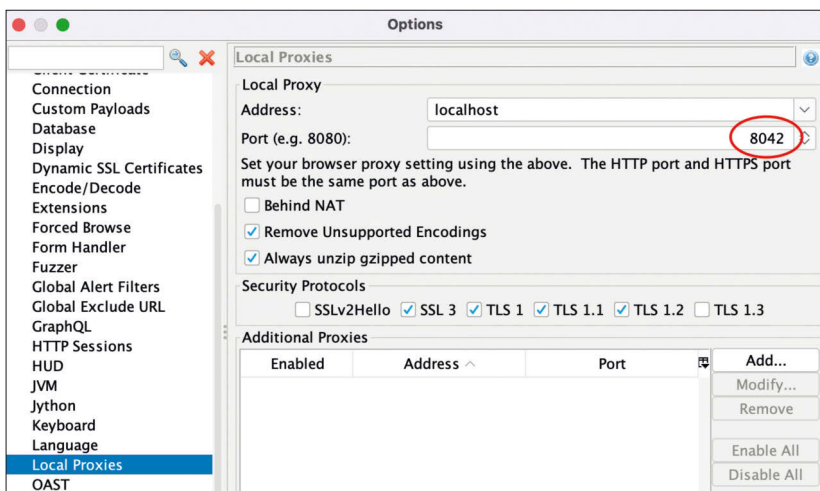 Options
Connection
Custom Payloads
Database
Display
Dynamic SSL Certificates
Encode/Decode
Extensions
Forced Browse
Form Handler
Fuzzer
Global Alert Filters
Global Exclude URL
GraphQL
HTTP Sessions
HUD
JVM
Jython
Keyboard
Language
Local Proxies
OAST
Local Proxies
Local Proxy
Address: localhost
Port (e.g. 8080): 8042
Set your browser proxy setting using the above. The HTTP port and HTTPS port
must be the same port as above.
Behind NAT
Remove Unsupported Encodings
Always unzip gzipped content
Security Protocols
SSLv2Hello SSL 3 TLS 1 TLS 1.1 TLS 1.2 TLS 1.3
Additional Proxies
Enabled Address Port
Add...
Modify...
Remove
Enable All
Disable All